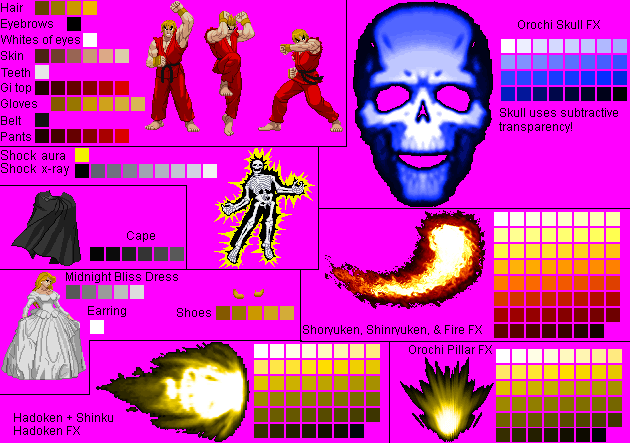 Hair
Eyebrows
Whites of eyes
Skin
Teeth
Gi top
Gloves
Belt
Pants
Orochi Skull FX
Skull uses subtractive
transparency!
Shock aura
Shock x-ray
Cape
Midnight Bliss Dress
Earring
Shoes
Shoryuken, Shinryuken, & Fire FX
Orochi Pillar FX
Hadoken + Shinku
Hadoken FX